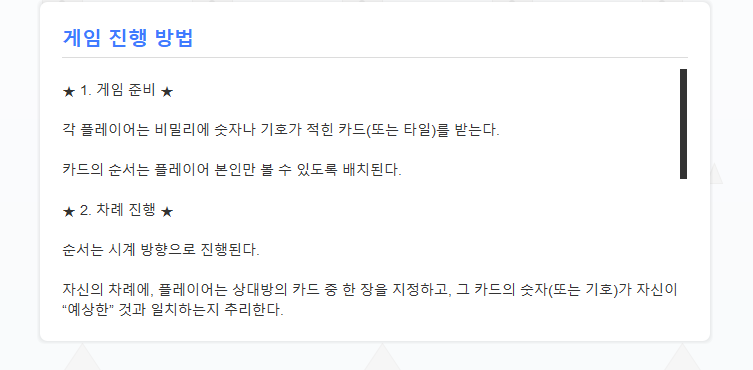 게임 진행 방법
★ 1. 게임 준비 ★
각 플레이어는 비밀리에 숫자나 기호가 적힌 카드(또는 타일)를 받는다.
카드의 순서는 플레이어 본인만 볼 수 있도록 배치된다.
★ 2. 차례 진행 ★
순서는 시계 방향으로 진행된다.
자신의 차례에, 플레이어는 상대방의 카드 중 한 장을 지정하고, 그 카드의 숫자(또는 기호)가 자신이
“예상한” 것과 일치하는지 추리한다.